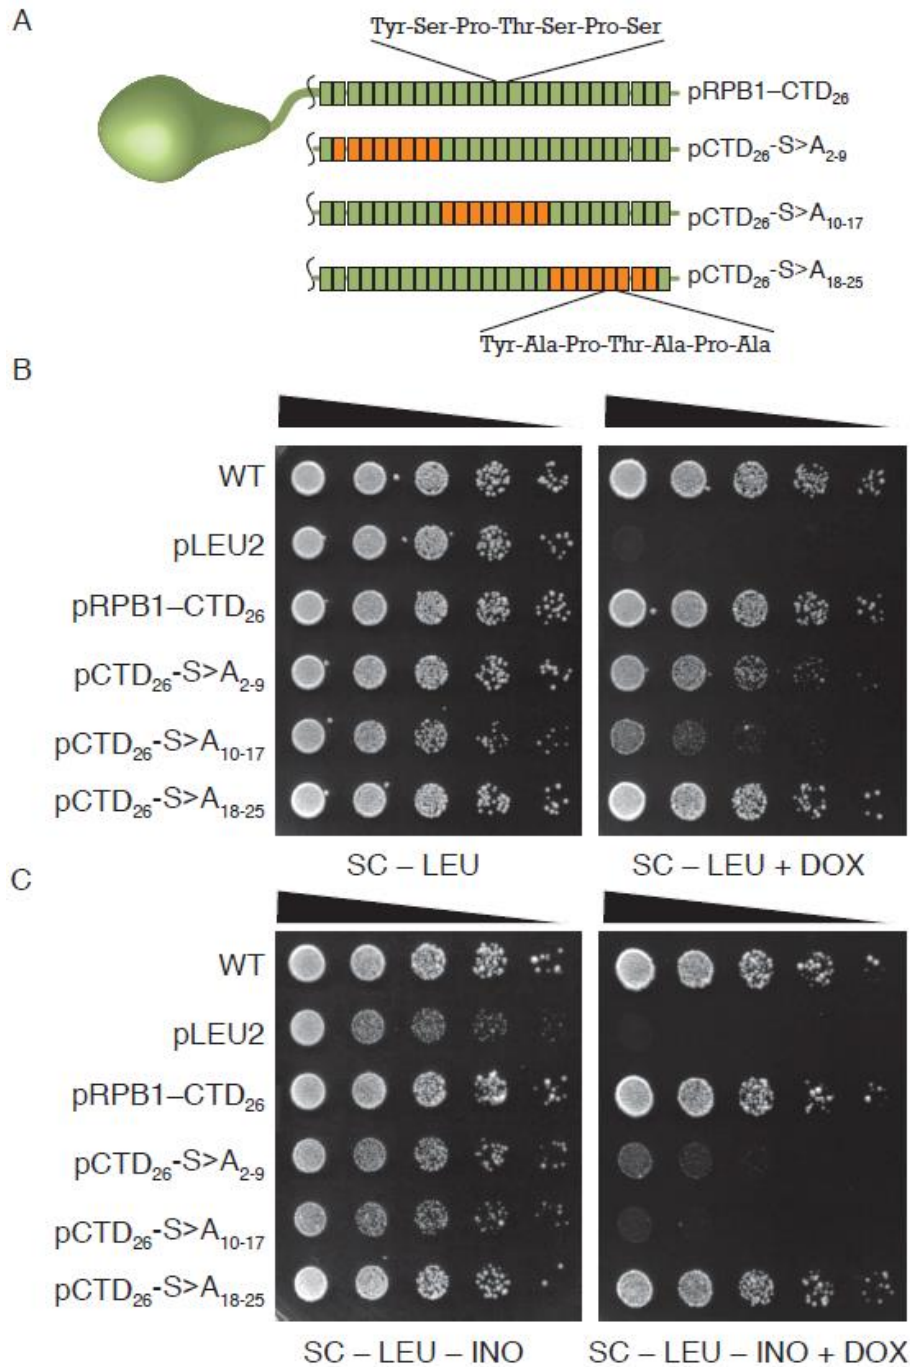 A
Tyr-Ser-Pro-Thr-Ser-Pro-Ser
pRPB1–CTD26
pCTD26-S>A2-9
pCTD26-S>A10-17
pCTD26-S>A18-25
Tyr-Ala-Pro-Thr-Ala-Pro-Ala
B
WT
pLEU2
pRPB1–CTD26
pCTD26-S>A2-9
pCTD26-S>A10-17
pCTD26-S>A18-25
SC – LEU SC – LEU + DOX
C
WT
pLEU2
pRPB1–CTD26
pCTD26-S>A2-9
pCTD26-S>A10-17
pCTD26-S>A18-25
SC – LEU – INO SC – LEU – INO + DOX